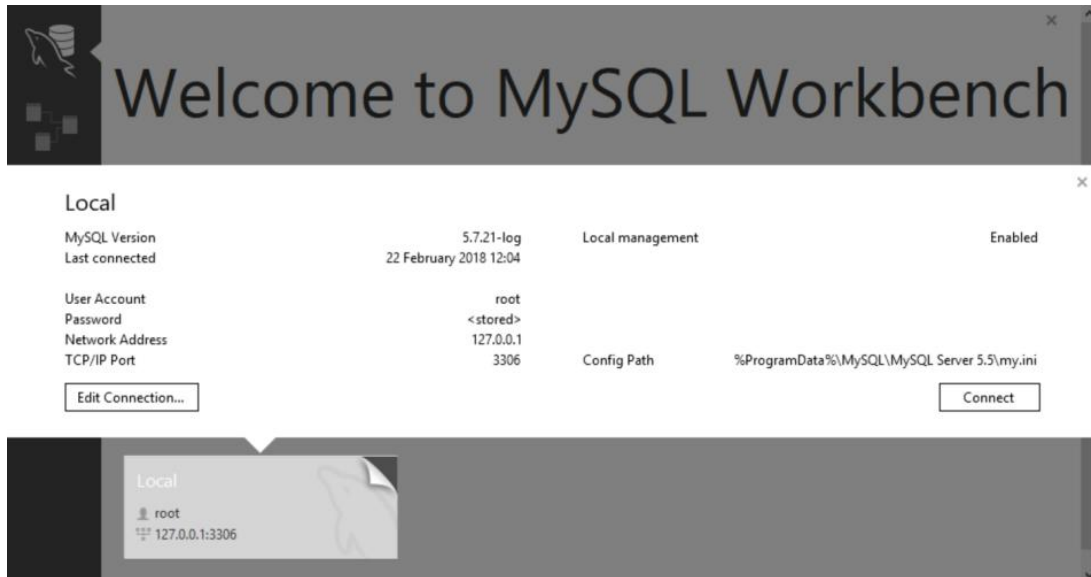 Welcome to MySQL Workbench
Local
MySQL Version 5.7.21-log Local management Enabled
Last connected 22 February 2018 12:04
User Account root
Password <stored>
Network Address 127.0.0.1
TCP/IP Port 3306 Config Path %ProgramData%\MySQL\MySQL Server 5.5\my.ini
Edit Connection... Connect
Local
root
127.0.0.1:3306